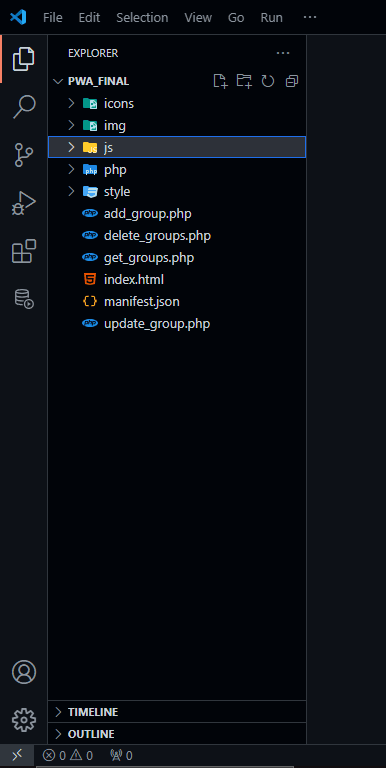 File Edit Selection View Go Run ···
EXPLORER ···
PWA_FINAL
icons
img
js
php
style
add_group.php
delete_groups.php
get_groups.php
index.html
manifest.json
update_group.php
TIMELINE
OUTLINE
0 0 0